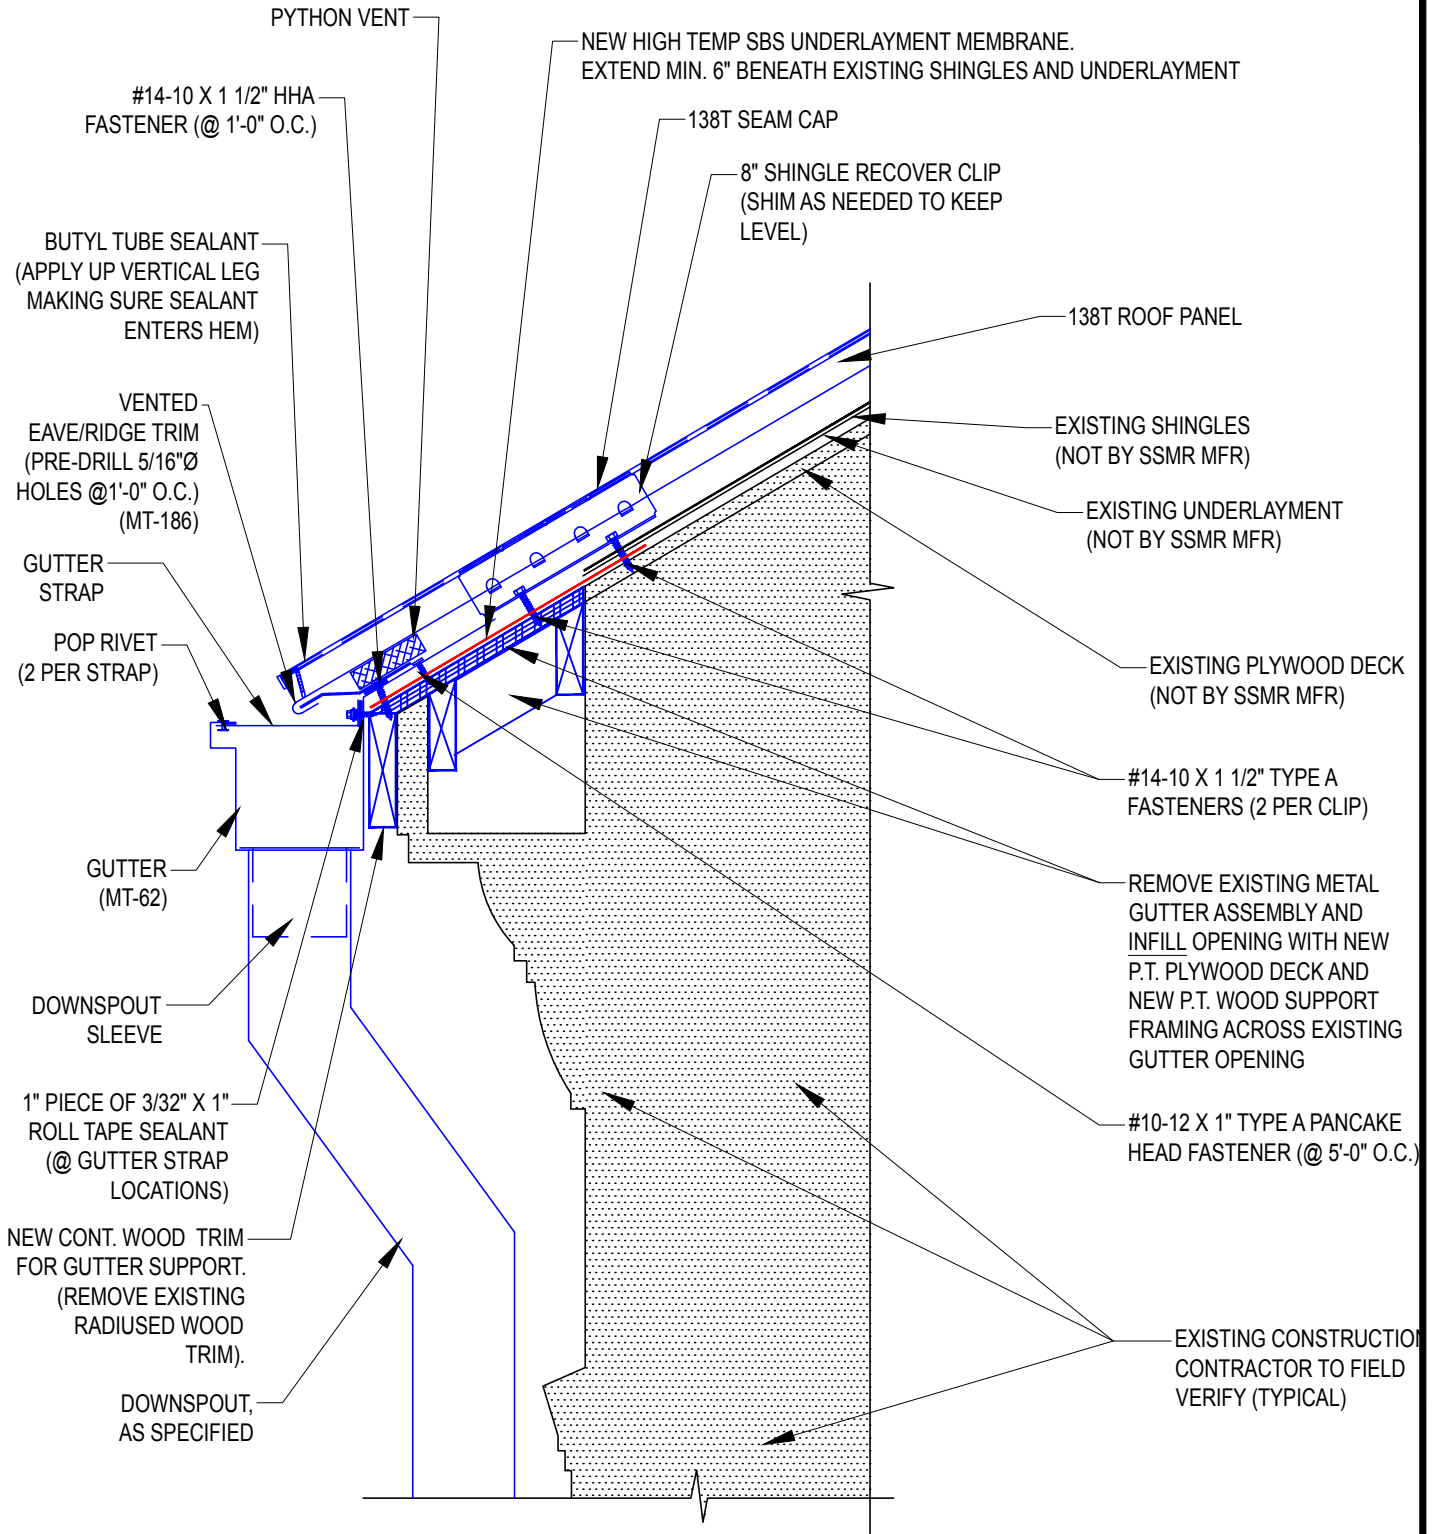 PYTHON VENT
NEW HIGH TEMP SBS UNDERLAYMENT MEMBRANE.
EXTEND MIN. 6" BENEATH EXISTING SHINGLES AND UNDERLAYMENT
#14-10 X 1 1/2" HHA
FASTENER (@ 1'-0" O.C.)
138T SEAM CAP
8" SHINGLE RECOVER CLIP
(SHIM AS NEEDED TO KEEP
LEVEL)
BUTYL TUBE SEALANT
(APPLY UP VERTICAL LEG
MAKING SURE SEALANT
ENTERS HEM)
138T ROOF PANEL
VENTED
EAVE/RIDGE TRIM
(PRE-DRILL 5/16"Ø
HOLES @1'-0" O.C.)
(MT-186)
EXISTING SHINGLES
(NOT BY SSMR MFR)
EXISTING UNDERLAYMENT
(NOT BY SSMR MFR)
GUTTER
STRAP
POP RIVET
(2 PER STRAP)
EXISTING PLYWOOD DECK
(NOT BY SSMR MFR)
#14-10 X 1 1/2" TYPE A
FASTENERS (2 PER CLIP)
GUTTER
(MT-62)
REMOVE EXISTING METAL
GUTTER ASSEMBLY AND
INFILL OPENING WITH NEW
P.T. PLYWOOD DECK AND
NEW P.T. WOOD SUPPORT
FRAMING ACROSS EXISTING
GUTTER OPENING
DOWNSPOUT
SLEEVE
1" PIECE OF 3/32" X 1"
ROLL TAPE SEALANT
(@ GUTTER STRAP
LOCATIONS)
#10-12 X 1" TYPE A PANCAKE
HEAD FASTENER (@ 5'-0" O.C.)
NEW CONT. WOOD TRIM
FOR GUTTER SUPPORT.
(REMOVE EXISTING
RADIUSED WOOD
TRIM).
EXISTING CONSTRUCTION
CONTRACTOR TO FIELD
VERIFY (TYPICAL)
DOWNSPOUT,
AS SPECIFIED